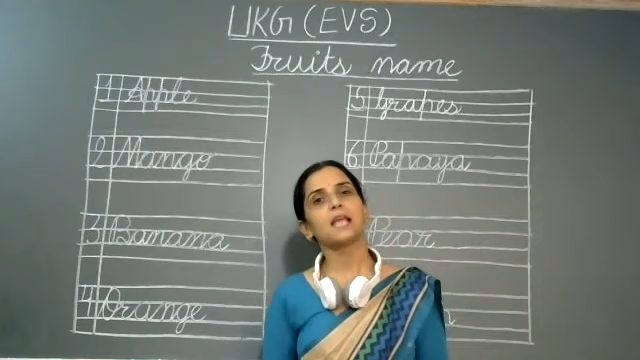 UKG (EVS)
Fruits name
1 Apple
2 Mango
3 Banana
4 Orange
5 Grapes
6 Papaya
Pear